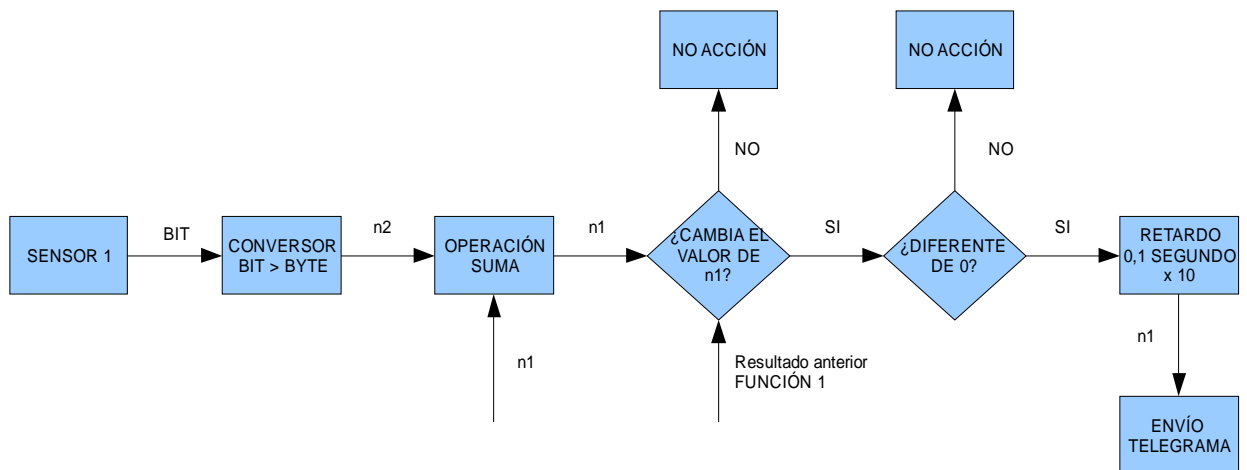 NO ACCIÓN
NO ACCIÓN
NO
NO
SENSOR 1
BIT
CONVERSOR
BIT > BYTE
n2
OPERACIÓN
SUMA
n1
¿CAMBIA EL
VALOR DE
n1?
SI
¿DIFERENTE
DE 0?
SI
RETARDO
0,1 SEGUNDO
x 10
n1
Resultado anterior
FUNCIÓN 1
n1
ENVÍO
TELEGRAMA